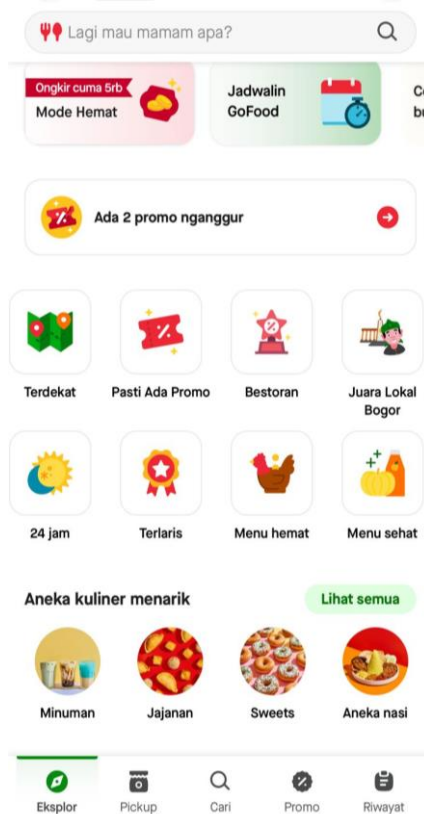 Lagi mau mamam apa?
Ongkir cuma 5rb
Mode Hemat
Jadwalin
GoFood
Ada 2 promo nganggur
Terdekat
Pasti Ada Promo
Bestoran
Juara Lokal
Bogor
24 jam
Terlaris
Menu hemat
Menu sehat
Aneka kuliner menarik
Lihat semua
Minuman
Jajanan
Sweets
Aneka nasi
Eksplor
Pickup
Cari
Promo
Riwayat